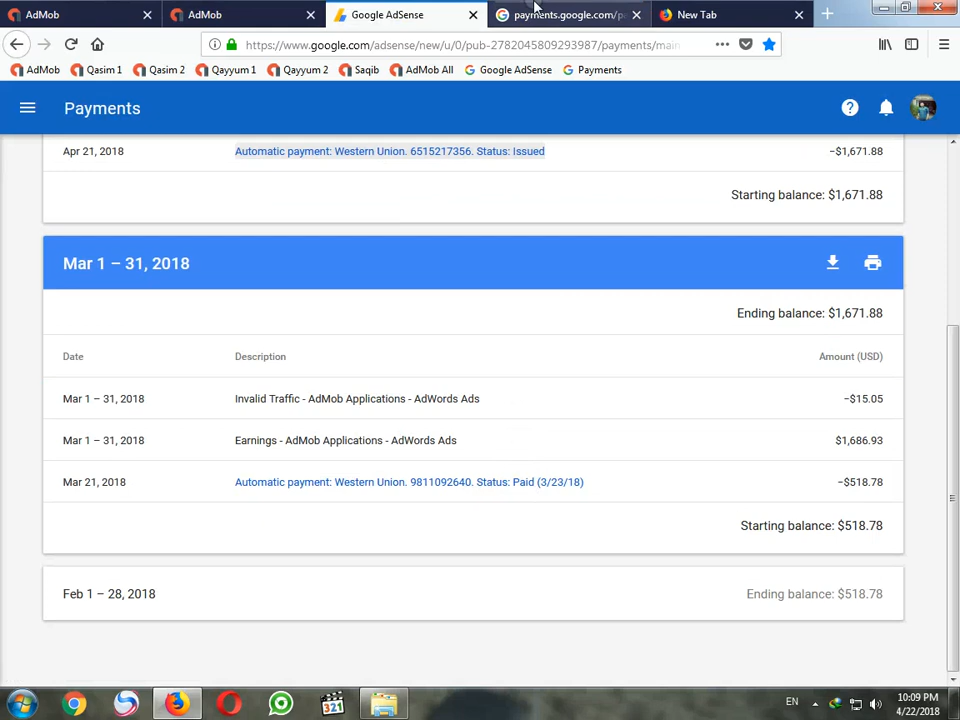 AdMob
AdMob
Google AdSense
payments.google.com/p
New Tab
https://www.google.com/adsense/new/u/0/pub-2782045809293987/payments/main
AdMob Qasim 1 Qasim 2 Qayyum 1 Qayyum 2 Saqib AdMob All Google AdSense Payments
Payments
Apr 21, 2018 Automatic payment: Western Union. 6515217356. Status: Issued −$1,671.88
Starting balance: $1,671.88
Mar 1 – 31, 2018
Ending balance: $1,671.88
Date Description Amount (USD)
Mar 1 – 31, 2018 Invalid Traffic - AdMob Applications - AdWords Ads −$15.05
Mar 1 – 31, 2018 Earnings - AdMob Applications - AdWords Ads $1,686.93
Mar 21, 2018 Automatic payment: Western Union. 9811092640. Status: Paid (3/23/18) −$518.78
Starting balance: $518.78
Feb 1 – 28, 2018 Ending balance: $518.78
321
EN
10:09 PM
4/22/2018